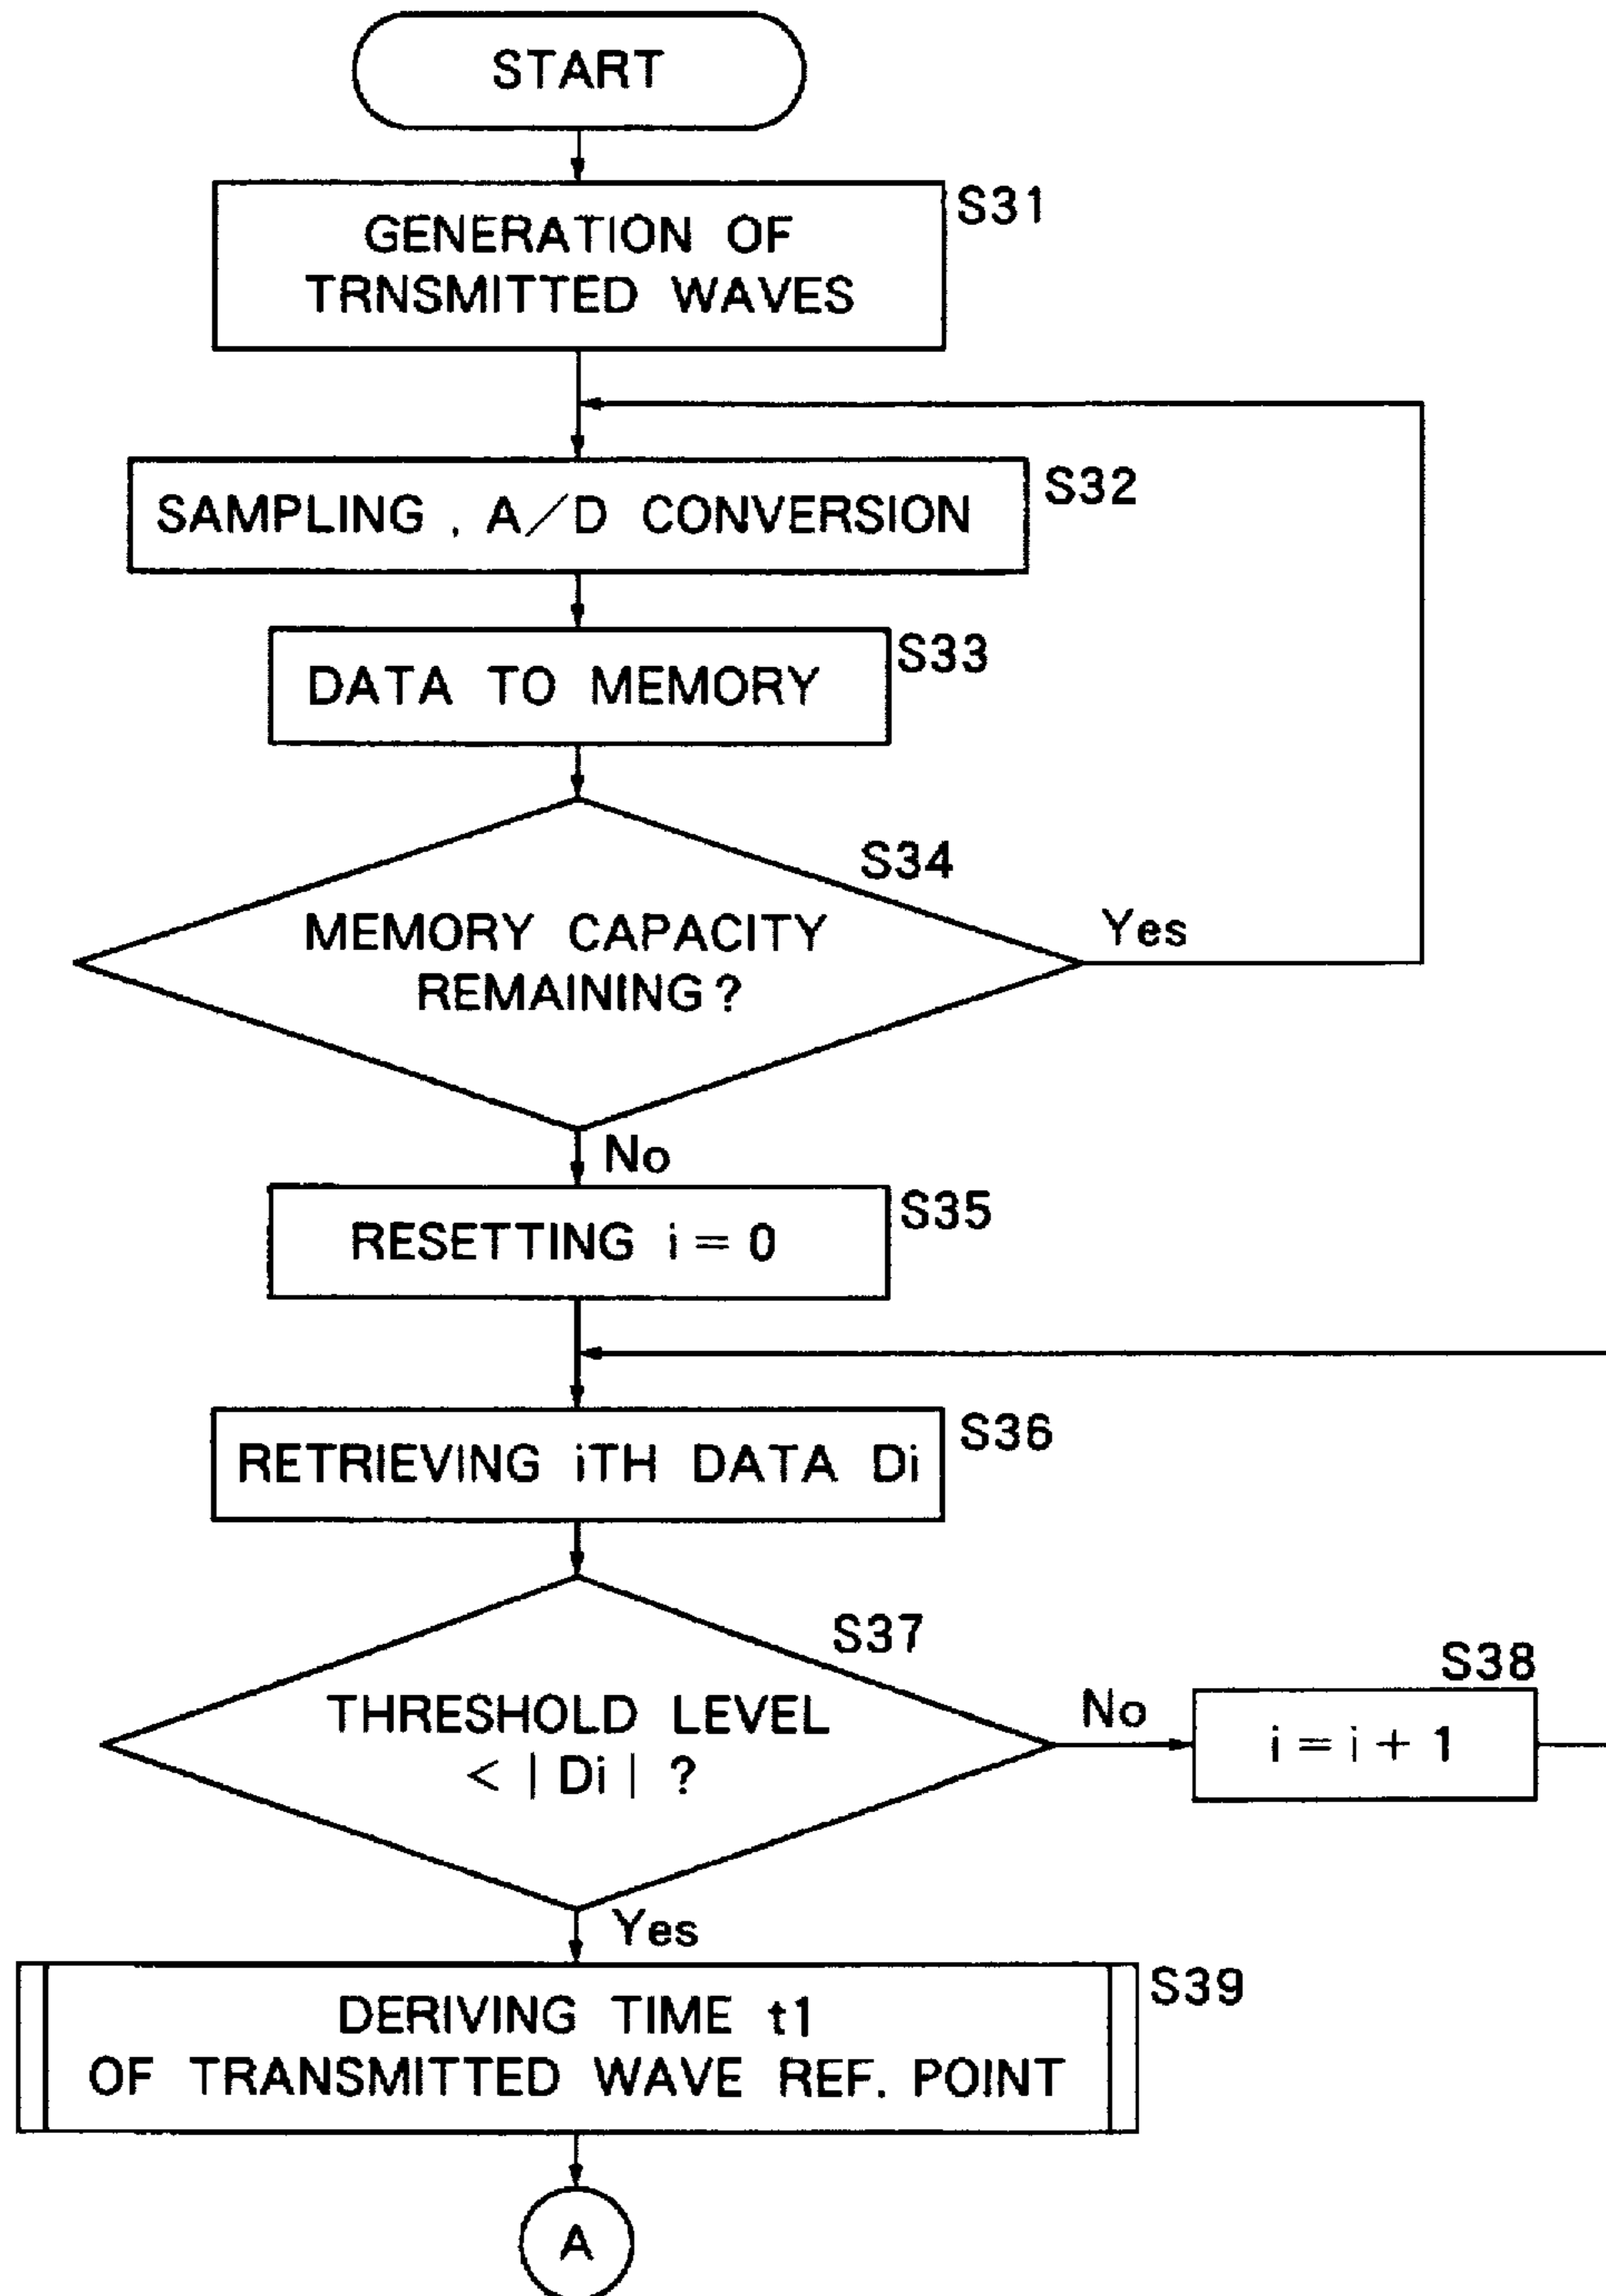 START
S31
GENERATION OF
TRNSMITTED WAVES
S32
SAMPLING , A/D CONVERSION
S33
DATA TO MEMORY
S34
MEMORY CAPACITY
REMAINING ?
Yes
No
S35
RESETTING i = 0
S36
RETRIEVING iTH DATA Di
S37
THRESHOLD LEVEL
< | Di | ?
No
S38
i = i + 1
Yes
S39
DERIVING TIME t1
OF TRANSMITTED WAVE REF. POINT
A